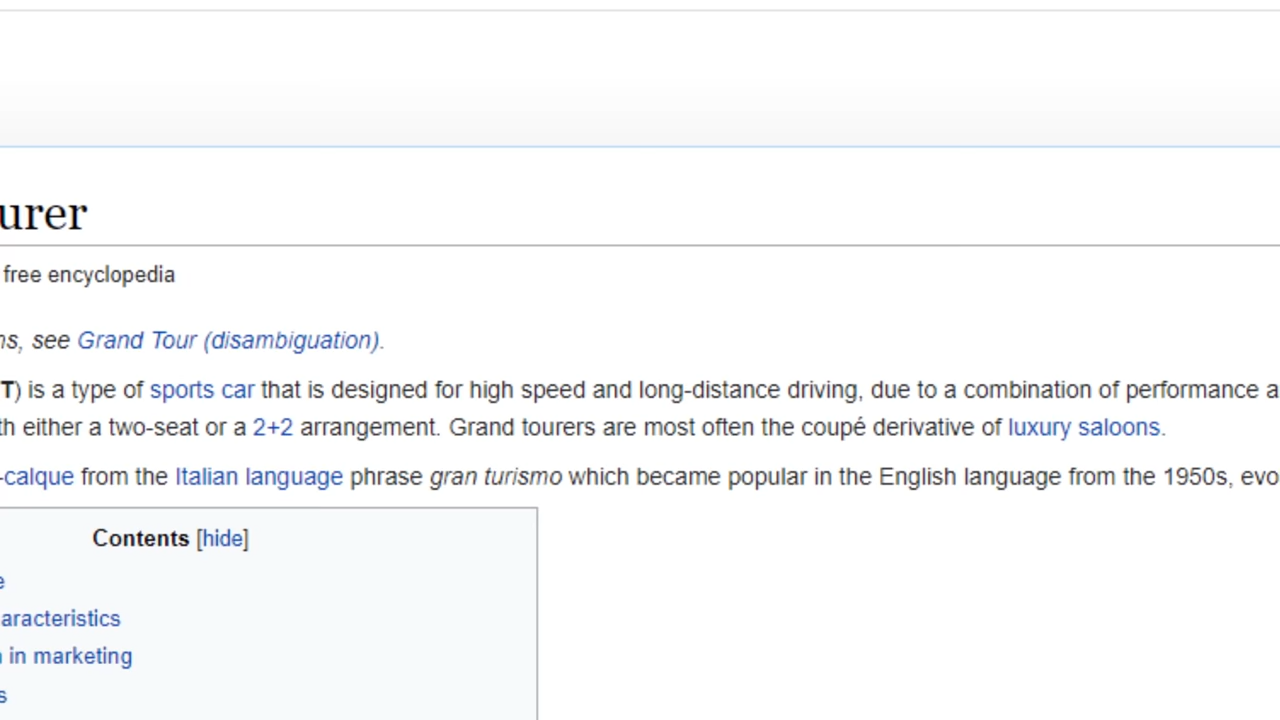 urer
free encyclopedia
ns, see Grand Tour (disambiguation).
T) is a type of sports car that is designed for high speed and long-distance driving, due to a combination of performance a
th either a two-seat or a 2+2 arrangement. Grand tourers are most often the coupé derivative of luxury saloons.
-calque from the Italian language phrase gran turismo which became popular in the English language from the 1950s, evo
Contents [hide]
e
aracteristics
n in marketing
s